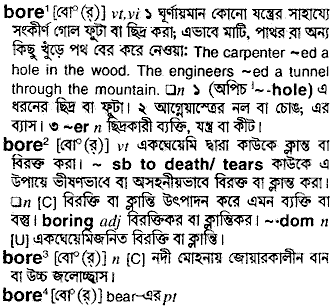 bore¹ [বো°(র্)] vt,vi ১ ঘূর্ণায়মান কোনো যন্ত্রের সাহায্যে
সংকীর্ণ গোল ফুটা বা ছিদ্র করা; এভাবে মাটি, পাথর বা অন্য
কিছু খুঁড়ে পথ বের করে নেওয়া: The carpenter ~ed a
hole in the wood. The engineers ~ed a tunnel
through the mountain. □n ১ (অপিচ ˈ~-hole) এ
ধরনের ছিদ্র বা ফুটা। ২ আগ্নেয়াস্ত্রের নল বা চোঙ; এর
ব্যাস। ৩ ~er n ছিদ্রকারী ব্যক্তি, যন্ত্র বা কীট।
bore² [বো°(র্)] vt একঘেয়েমি দ্বারা কাউকে ক্লান্ত বা
বিরক্ত করা। ~ sb to death/ tears কাউকে এ
উপায়ে ভীষণভাবে বা অসহনীয়ভাবে বিরক্ত বা ক্লান্ত করা।
□n [C] বিরক্তি বা ক্লান্তি উৎপাদন করে এমন ব্যক্তি বা
বস্তু। boring adj বিরক্তিকর বা ক্লান্তিকর। ~·dom n
[U] একঘেয়েমিজনিত বিরক্তি বা ক্লান্তি।
bore³ [বো°(র্)] n [C] নদী মোহনায় জোয়ারকালীন বান
বা উচ্চ জলোচ্ছ্বাস।
bore⁴ [বো°(র্)] bear-এর pt